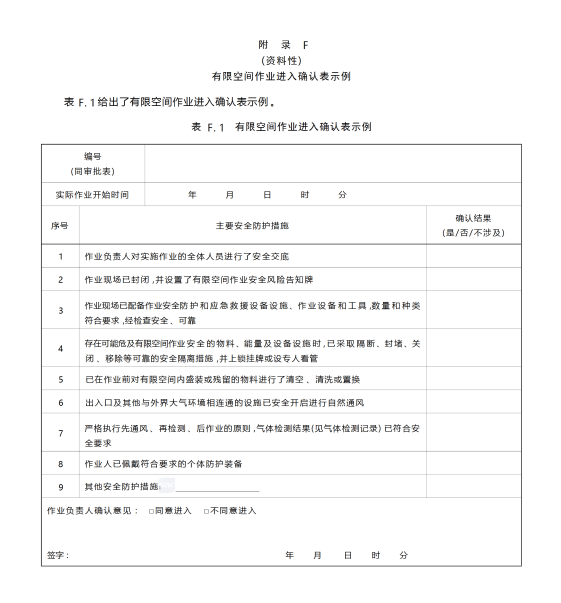 附 录 F
(资料性)
有限空间作业进入确认表示例
表 F.1 给出了有限空间作业进入确认表示例。
表 F.1 有限空间作业进入确认表示例
编号
(同审批表)
实际作业开始时间 年 月 日 时 分
序号 主要安全防护措施 确认结果
(是/否/不涉及)
1 作业负责人对实施作业的全体人员进行了安全交底
2 作业现场已封闭,并设置了有限空间作业安全风险告知牌
3 作业现场已配备作业安全防护和应急救援设备设施、作业设备和工具,数量和种类
符合要求,经检查安全、可靠
4 存在可能危及有限空间作业安全的物料、能量及设备设施时,已采取隔断、封堵、关
闭、移除等可靠的安全隔离措施,并上锁挂牌或设专人看管
5 已在作业前对有限空间内盛装或残留的物料进行了清空、清洗或置换
6 出入口及其他与外界大气环境相连通的设施已安全开启进行自然通风
7 严格执行先通风、再检测、后作业的原则,气体检测结果(见气体检测记录)已符合安
全要求
8 作业人已佩戴符合要求的个体防护装备
9 其他安全防护措施
作业负责人确认意见: □同意进入 □不同意进入
签字: 年 月 日 时 分